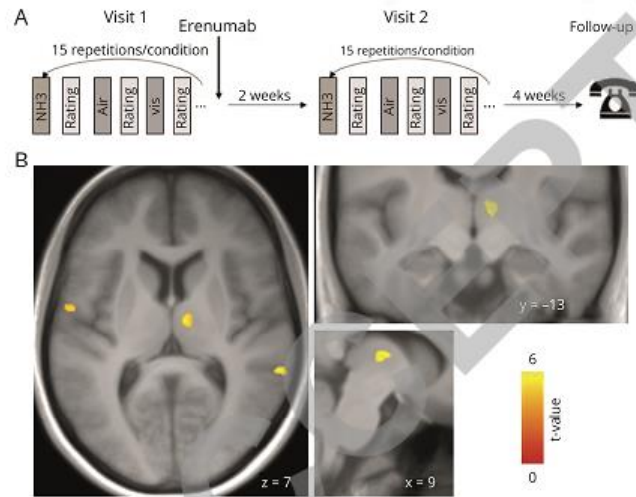 A
Visit 1
Erenumab
Visit 2
Follow-up
15 repetitions/condition
15 repetitions/condition
NH3
Rating
Air
Rating
vis
Rating
...
2 weeks
NH3
Rating
Air
Rating
vis
Rating
...
4 weeks
B
y = –13
z = 7
x = 9
6
t-value
0